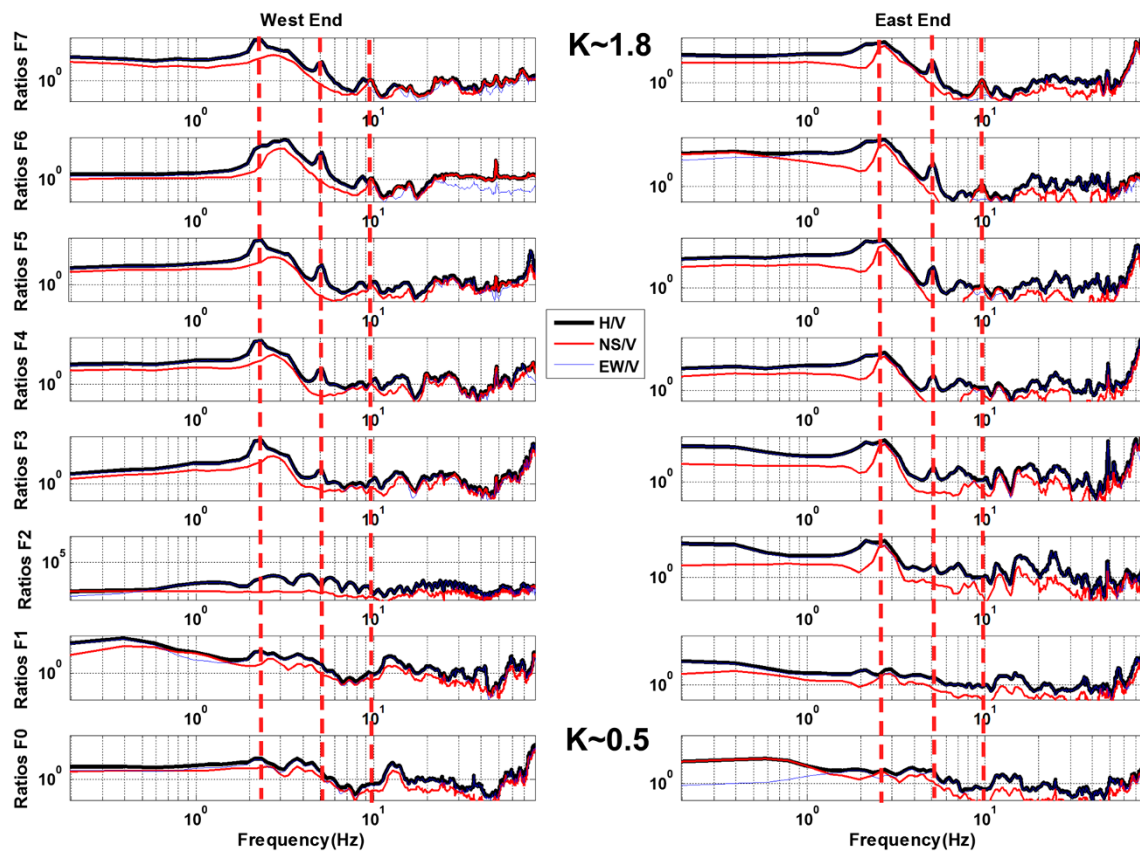 West End
K~1.8
East End
Ratios F7
10^0
10^0
10^0
10^1
10^0
10^1
Ratios F6
10^0
10^0
10^0
10^1
10^0
10^1
Ratios F5
10^0
10^0
10^0
10^1
10^0
10^1
H/V
NS/V
EW/V
Ratios F4
10^0
10^0
10^0
10^1
10^0
10^1
Ratios F3
10^0
10^0
10^0
10^1
10^0
10^1
Ratios F2
10^5
10^0
10^0
10^1
10^0
10^1
Ratios F1
10^0
10^0
10^0
10^1
10^0
10^1
K~0.5
Ratios F0
10^0
10^0
10^0
10^1
10^0
10^1
Frequency(Hz)
Frequency(Hz)